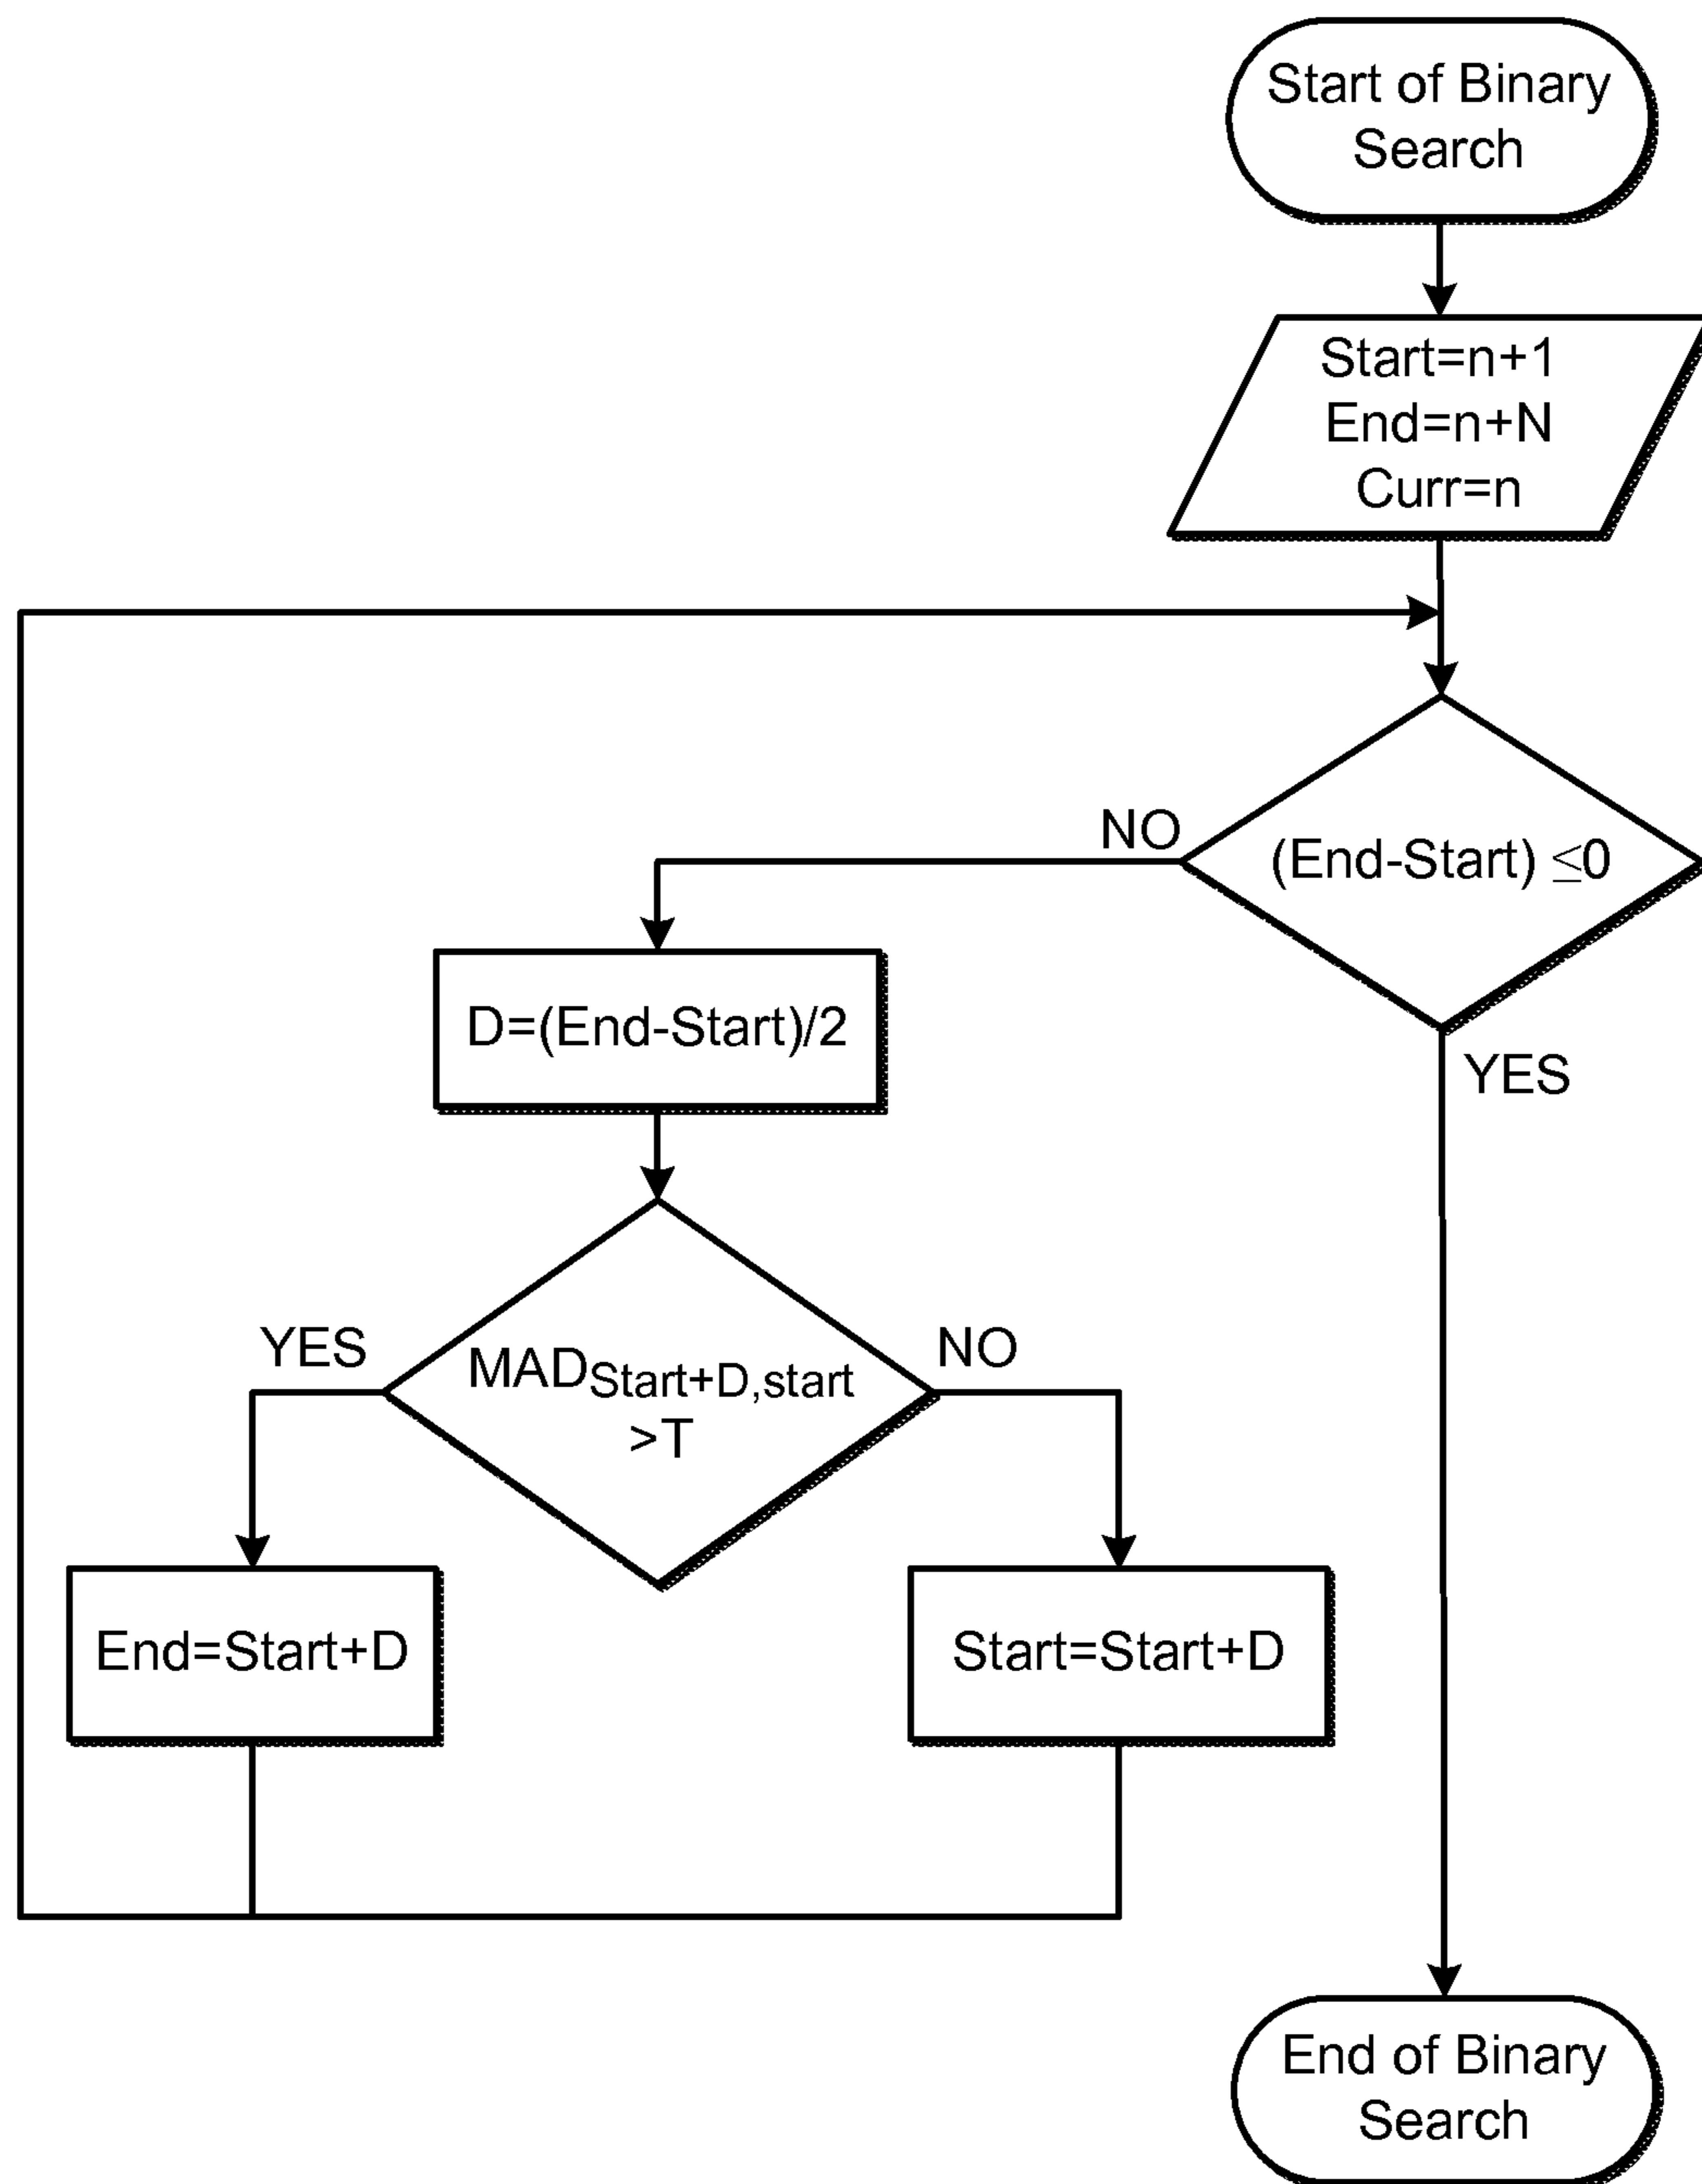 Start of Binary
Search
Start=n+1
End=n+N
Curr=n
(End-Start) ≤0
NO
YES
D=(End-Start)/2
MADStart+D,start
>T
YES
NO
End=Start+D
Start=Start+D
End of Binary
Search